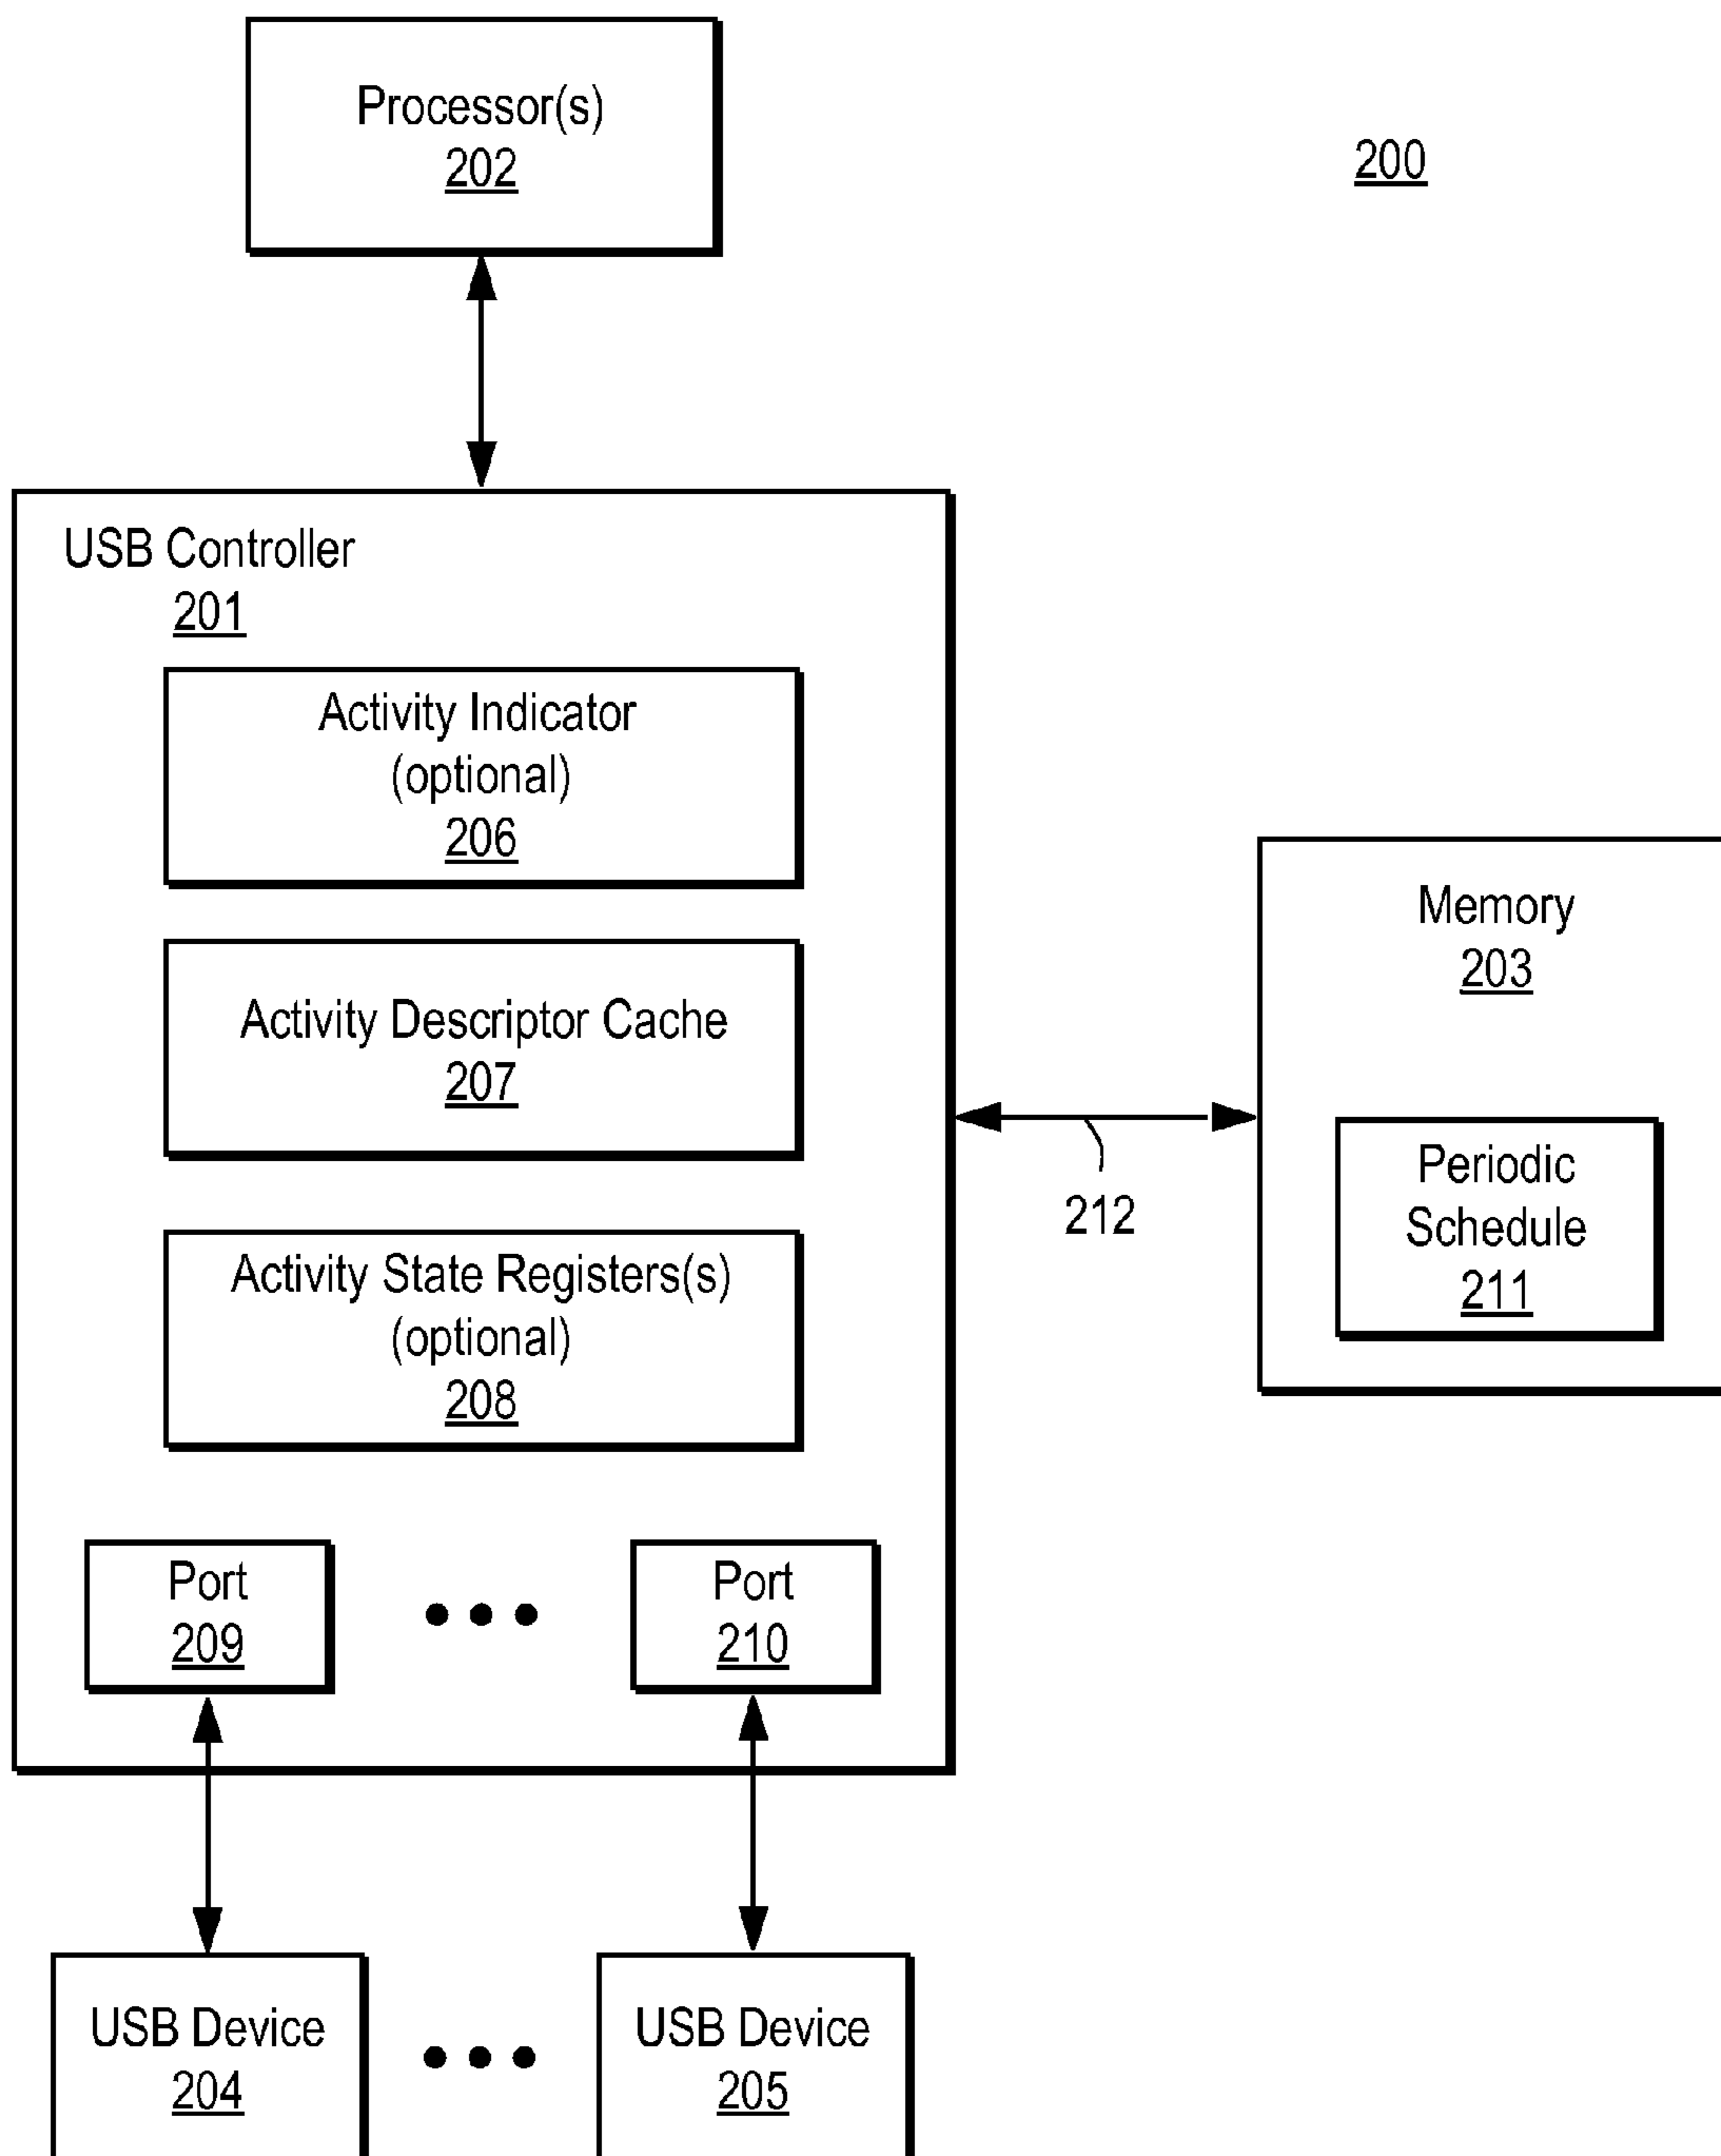 Processor(s)
202
200
USB Controller
201
Activity Indicator
(optional)
206
Activity Descriptor Cache
207
Activity State Registers(s)
(optional)
208
Memory
203
Periodic
Schedule
211
212
Port
209
Port
210
USB Device
204
USB Device
205